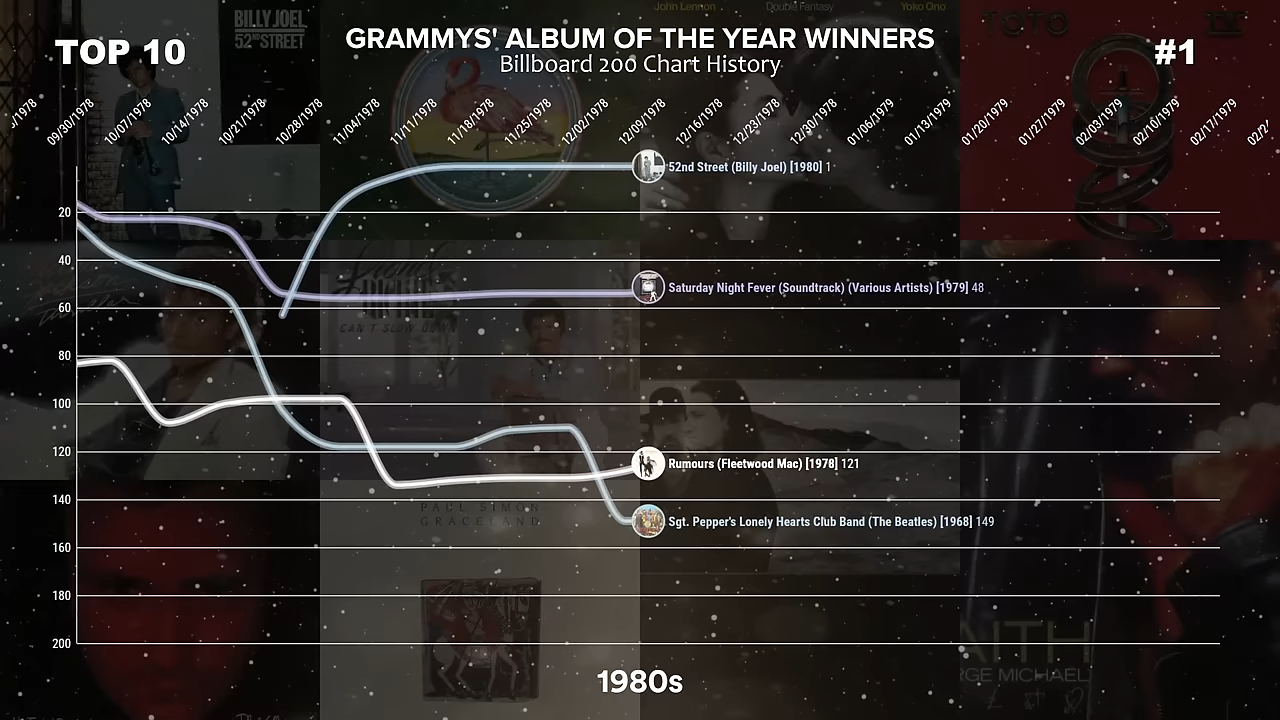 BILLY JOEL
52ND STREET
John Lennon
Double Fantasy
Yoko Ono
TOTO
IV
TOP 10
GRAMMYS' ALBUM OF THE YEAR WINNERS
Billboard 200 Chart History
#1
/1978
09/30/1978
10/07/1978
10/14/1978
10/21/1978
10/28/1978
11/04/1978
11/11/1978
11/18/1978
11/25/1978
12/02/1978
12/09/1978
12/16/1978
12/23/1978
12/30/1978
01/06/1979
01/13/1979
01/20/1979
01/27/1979
02/03/1979
02/10/1979
02/17/1979
02/2
52nd Street (Billy Joel) [1980] 1
20
40
Saturday Night Fever (Soundtrack) (Various Artists) [1979] 48
60
CAN'T SLOW DOWN
80
100
120
Rumours (Fleetwood Mac) [1978] 121
140
PAUL SIMON
GRACELAND
Sgt. Pepper's Lonely Hearts Club Band (The Beatles) [1968] 149
160
180
200
AITH
RGE MICHAEL
1980s